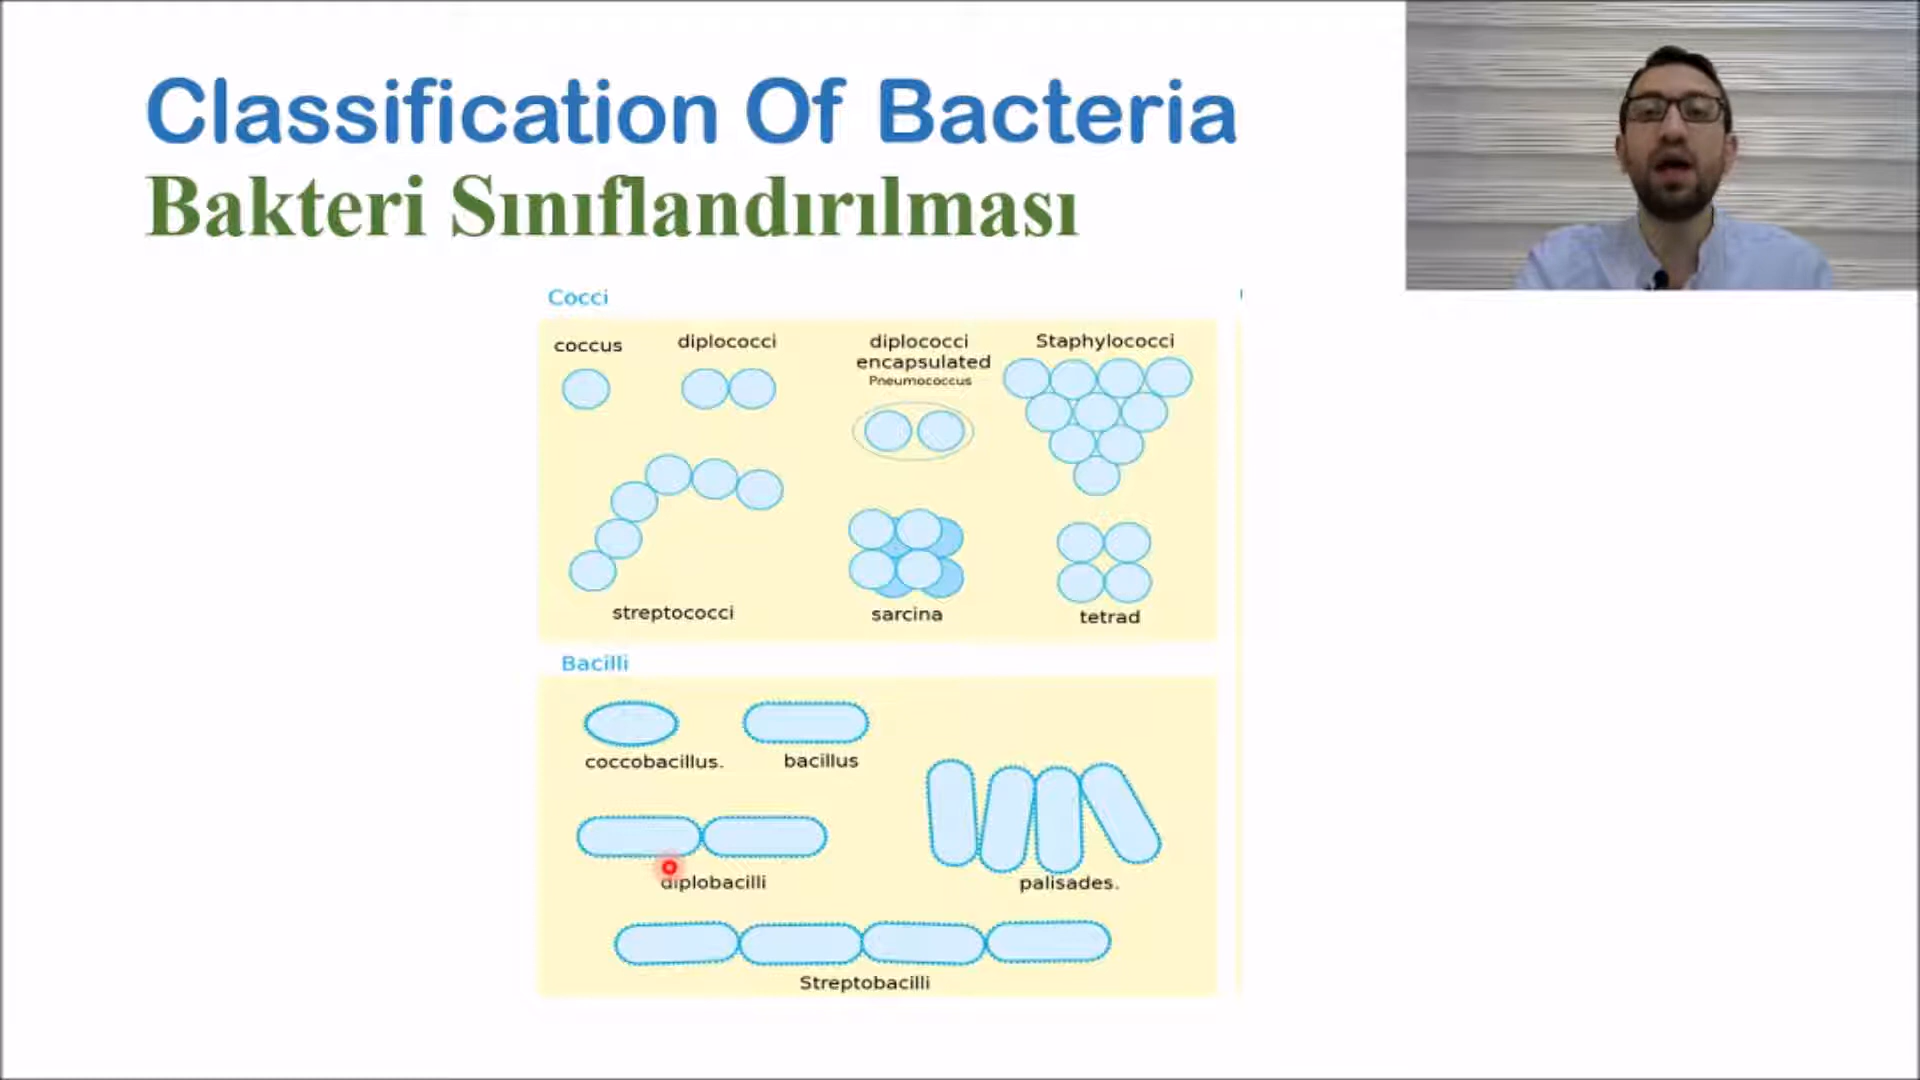 Classification Of Bacteria
Bakteri Sınıflandırılması
Cocci
coccus
diplococci
diplococci
encapsulated
Pneumococcus
Staphylococci
streptococci
sarcina
tetrad
Bacilli
coccobacillus.
bacillus
diplobacilli
palisades.
Streptobacilli